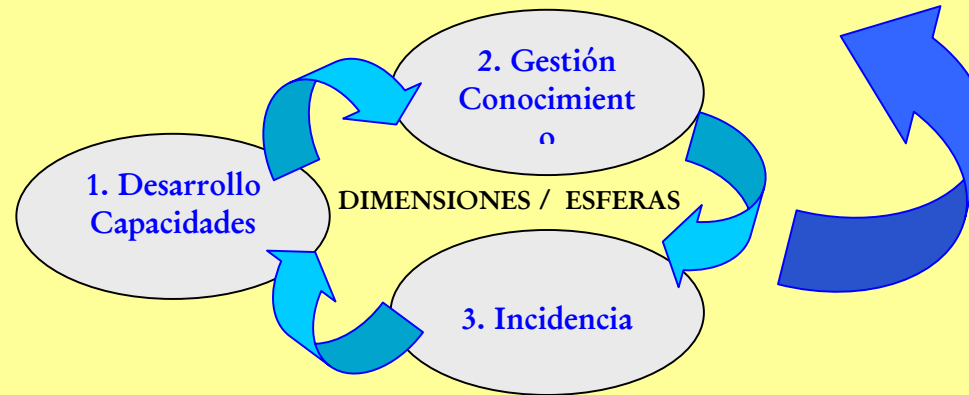 2. Gestión
Conocimient
o
1. Desarrollo
Capacidades
DIMENSIONES / ESFERAS
3. Incidencia